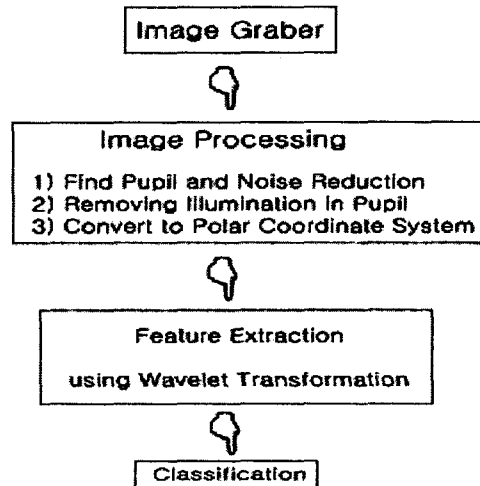 Image Graber
Image Processing
1) Find Pupil and Noise Reduction
2) Removing Illumination in Pupil
3) Convert to Polar Coordinate System
Feature Extraction
using Wavelet Transformation
Classification